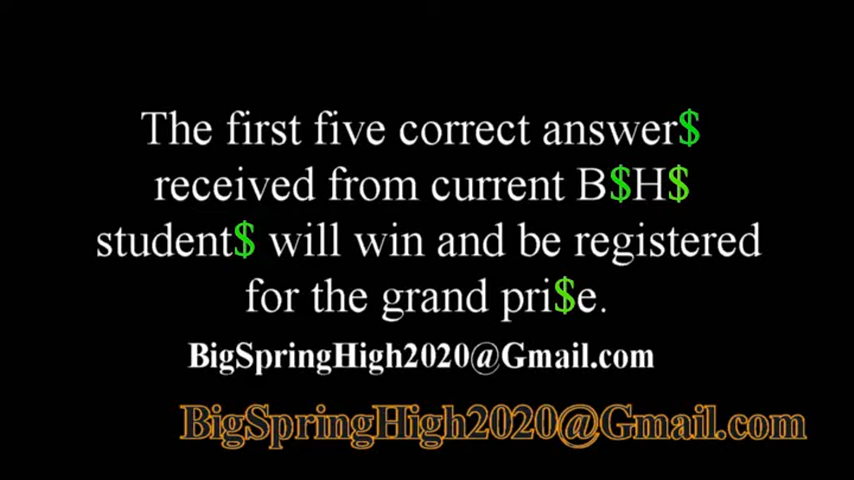 The first five correct answer$
received from current B$H$
student$ will win and be registered
for the grand pri$e.
BigSpringHigh2020@Gmail.com
BigSpringHigh2020@Gmail.com